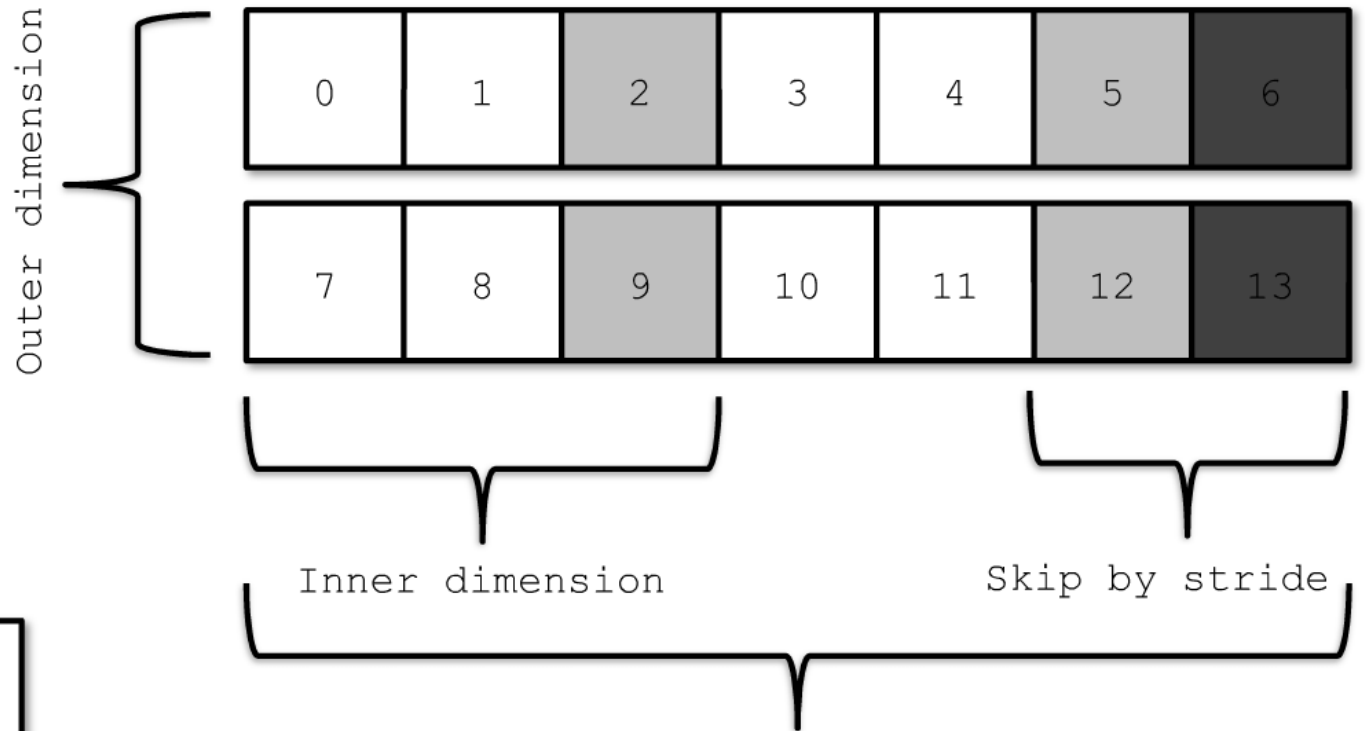 Outer dimension
0 1 2 3 4 5 6
7 8 9 10 11 12 13
Inner dimension
Skip by stride